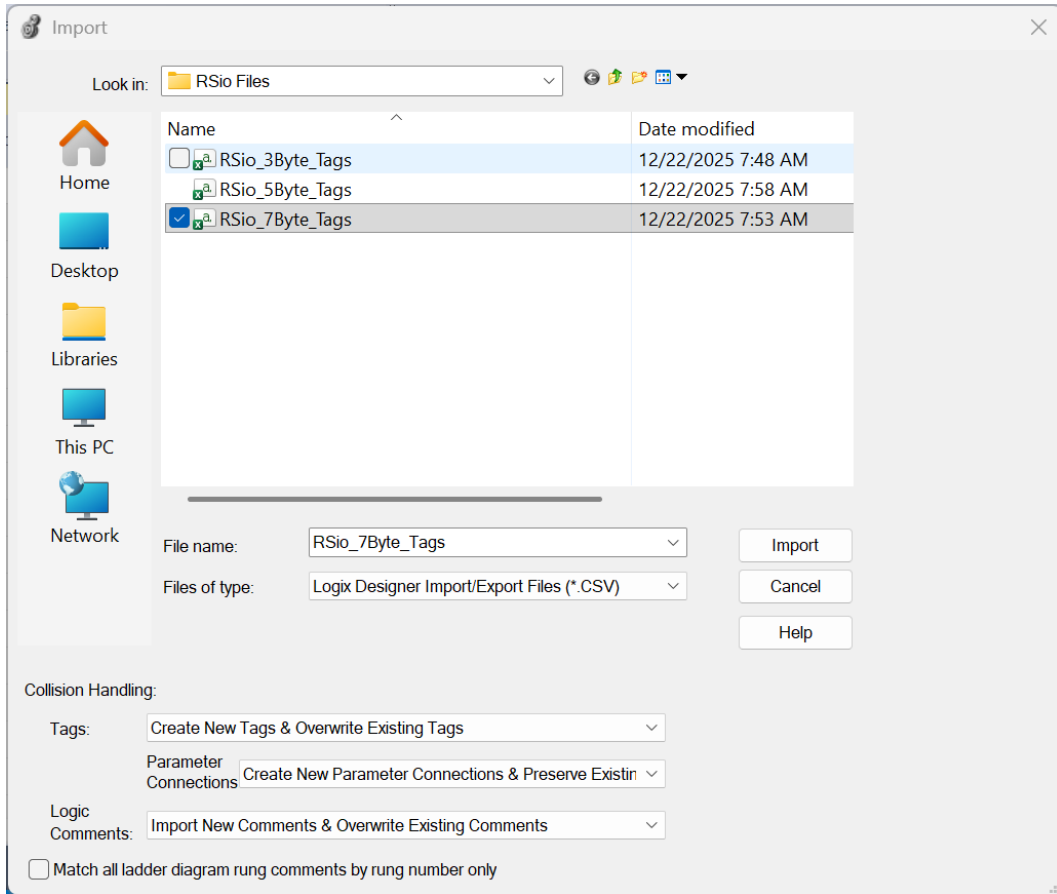 Import
Look in: RSio Files
Name Date modified
RSio_3Byte_Tags 12/22/2025 7:48 AM
RSio_5Byte_Tags 12/22/2025 7:58 AM
RSio_7Byte_Tags 12/22/2025 7:53 AM
Home
Desktop
Libraries
This PC
Network
File name: RSio_7Byte_Tags Import
Files of type: Logix Designer Import/Export Files (*.CSV) Cancel
Help
Collision Handling:
Tags: Create New Tags & Overwrite Existing Tags
Parameter
Connections Create New Parameter Connections & Preserve Existin
Logic
Comments: Import New Comments & Overwrite Existing Comments
Match all ladder diagram rung comments by rung number only